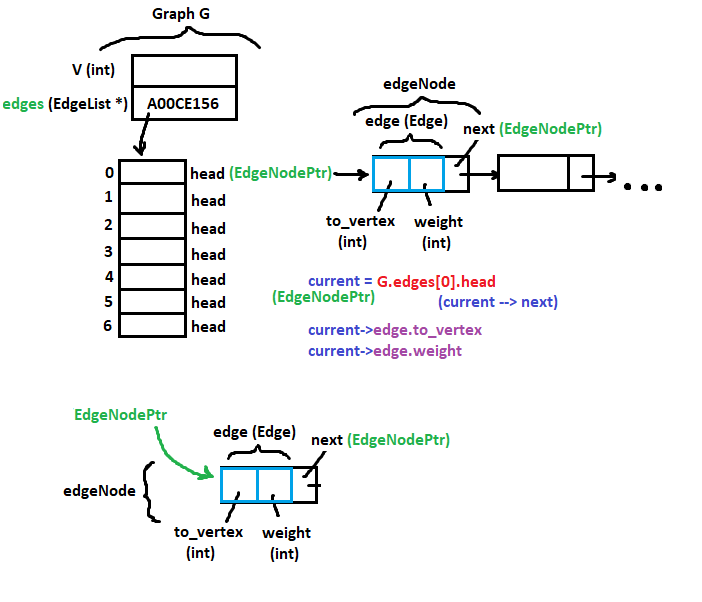 Graph G
V (int)
edges (EdgeList *)
A00CE156
edgeNode
edge (Edge)
next (EdgeNodePtr)
0
head (EdgeNodePtr)
1
head
2
head
3
head
4
head
5
head
6
head
to_vertex
(int)
weight
(int)
current = G.edges[0].head
(EdgeNodePtr)
(current --> next)
current->edge.to_vertex
current->edge.weight
EdgeNodePtr
edge (Edge)
next (EdgeNodePtr)
edgeNode
to_vertex
(int)
weight
(int)